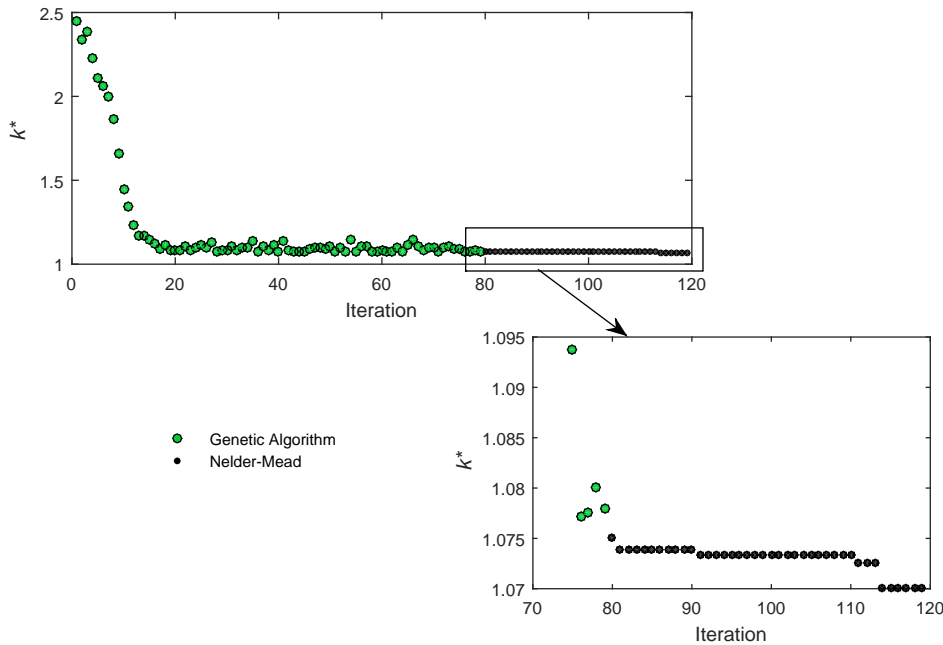 2.5
2
1.5
1
k*
0 20 40 60 80 100 120
Iteration
Genetic Algorithm
Nelder-Mead
1.095
1.09
1.085
1.08
1.075
1.07
k*
70 80 90 100 110 120
Iteration